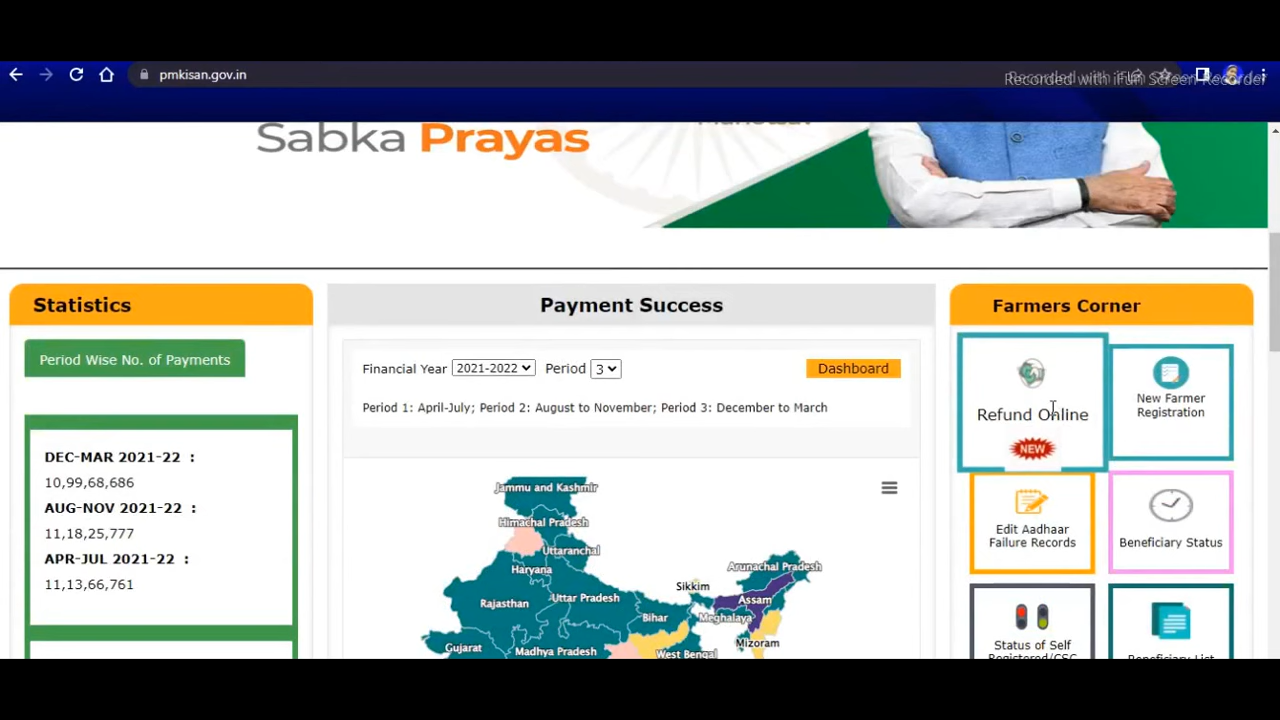 pmkisan.gov.in
Recorded with iFun Screen Recorder
Sabka Prayas
Statistics
Period Wise No. of Payments
DEC-MAR 2021-22 :
10,99,68,686
AUG-NOV 2021-22 :
11,18,25,777
APR-JUL 2021-22 :
11,13,66,761
Payment Success
Financial Year 2021-2022 Period 3 Dashboard
Period 1: April-July; Period 2: August to November; Period 3: December to March
Jammu and Kashmir
Himachal Pradesh
Uttaranchal
Haryana
Arunachal Pradesh
Sikkim
Rajasthan
Uttar Pradesh
Assam
Bihar
Meghalaya
Mizoram
Gujarat
Madhya Pradesh
West Bengal
Farmers Corner
Refund Online
NEW
New Farmer
Registration
Edit Aadhaar
Failure Records
Beneficiary Status
Status of Self
Registered/CSC
Beneficiary List